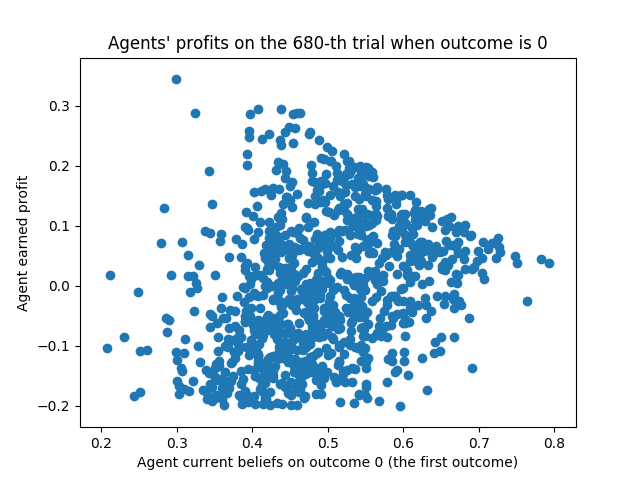 Agents' profits on the 680-th trial when outcome is 0
Agent earned profit
0.3
0.2
0.1
0.0
−0.1
−0.2
0.2 0.3 0.4 0.5 0.6 0.7 0.8
Agent current beliefs on outcome 0 (the first outcome)